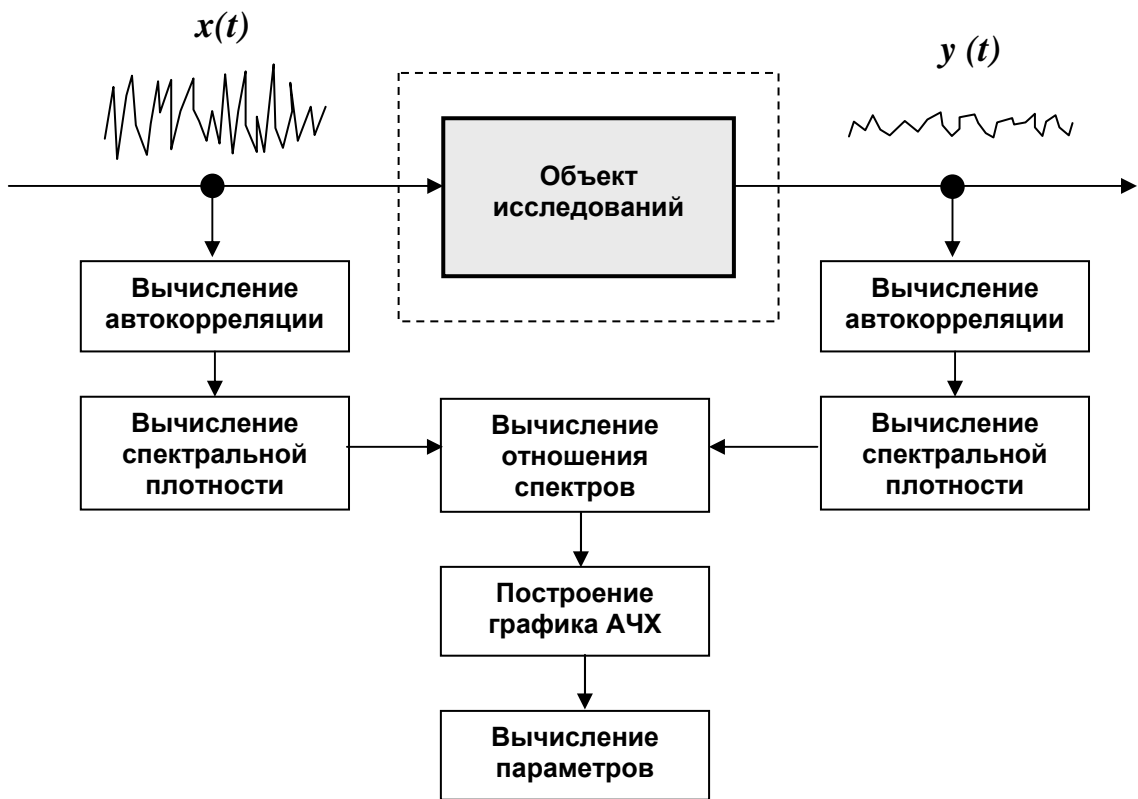 x(t)
y (t)
Объект
исследований
Вычисление
автокорреляции
Вычисление
автокорреляции
Вычисление
спектральной
плотности
Вычисление
отношения
спектров
Вычисление
спектральной
плотности
Построение
графика АЧХ
Вычисление
параметров